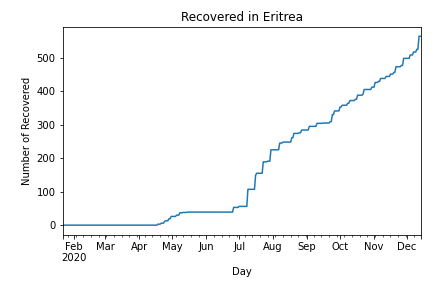 Recovered in Eritrea
Number of Recovered
500
400
300
200
100
0
Feb Mar Apr May Jun Jul Aug Sep Oct Nov Dec
2020
Day